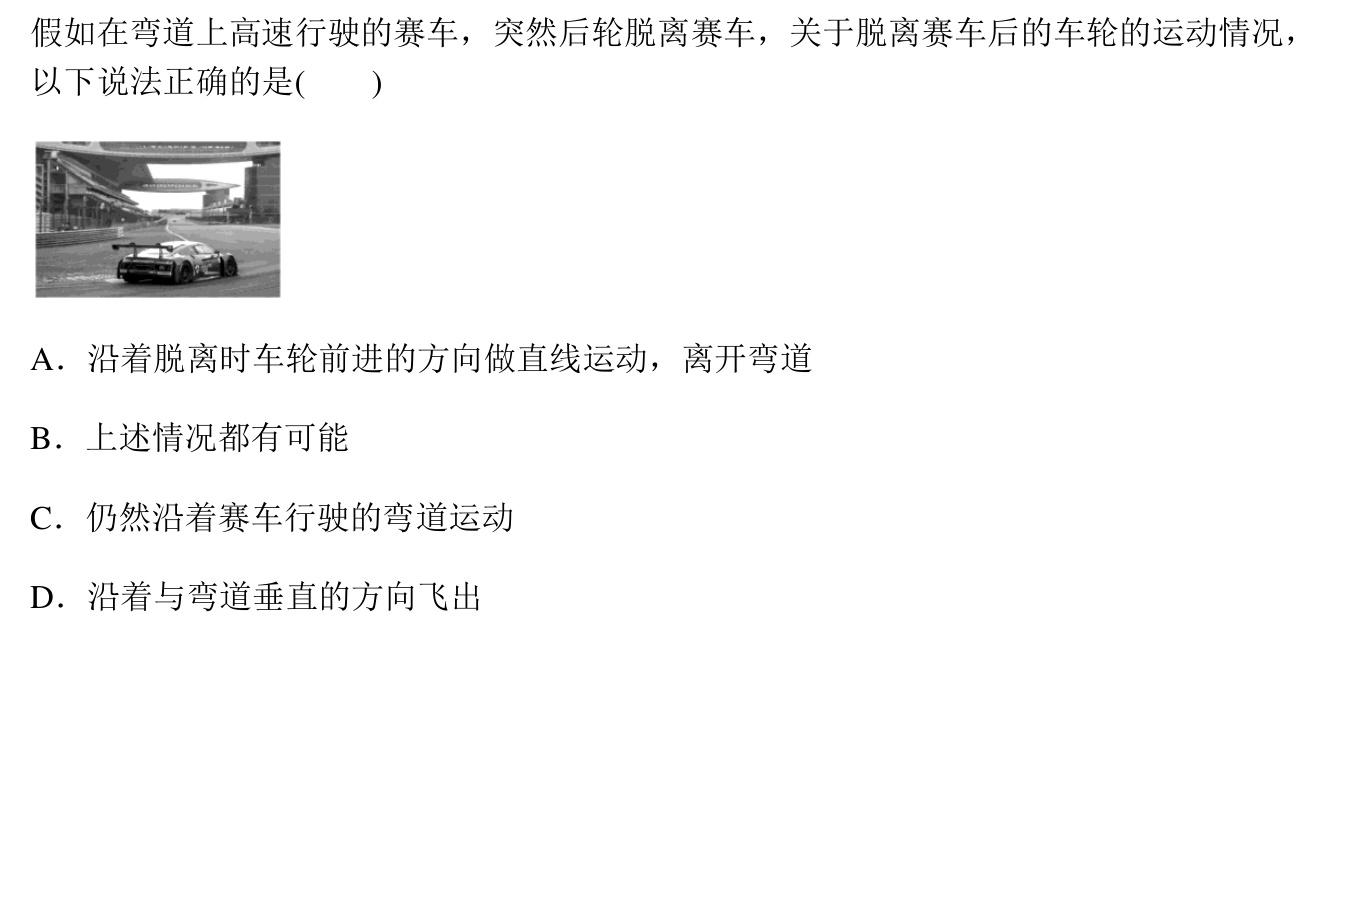 假如在弯道上高速行驶的赛车，突然后轮脱离赛车，关于脱离赛车后的车轮的运动情况，
以下说法正确的是(　　)
A．沿着脱离时车轮前进的方向做直线运动，离开弯道
B．上述情况都有可能
C．仍然沿着赛车行驶的弯道运动
D．沿着与弯道垂直的方向飞出